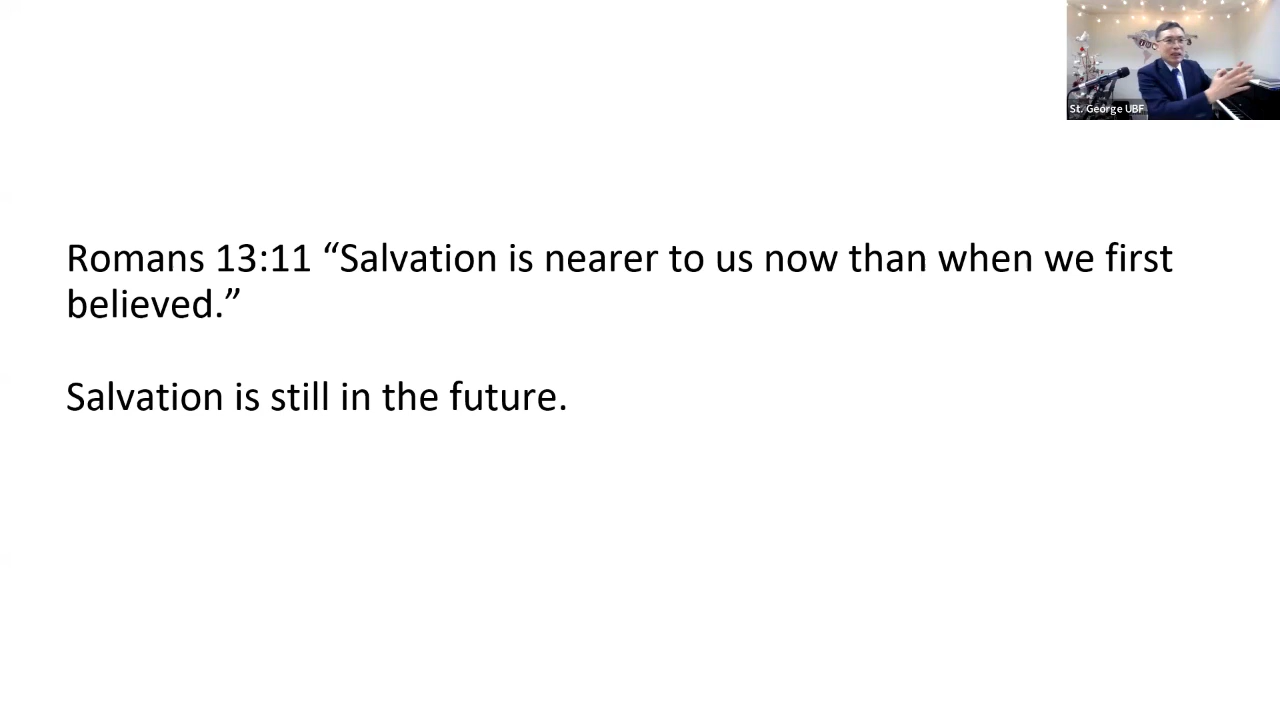 St. George UBF
Romans 13:11 “Salvation is nearer to us now than when we first
believed.”
Salvation is still in the future.